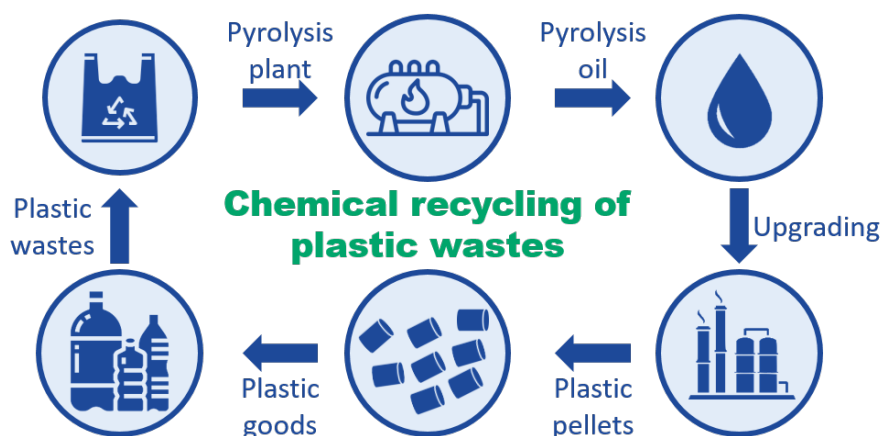 Pyrolysis
plant
Pyrolysis
oil
Plastic
wastes
Chemical recycling of
plastic wastes
Upgrading
Plastic
goods
Plastic
pellets